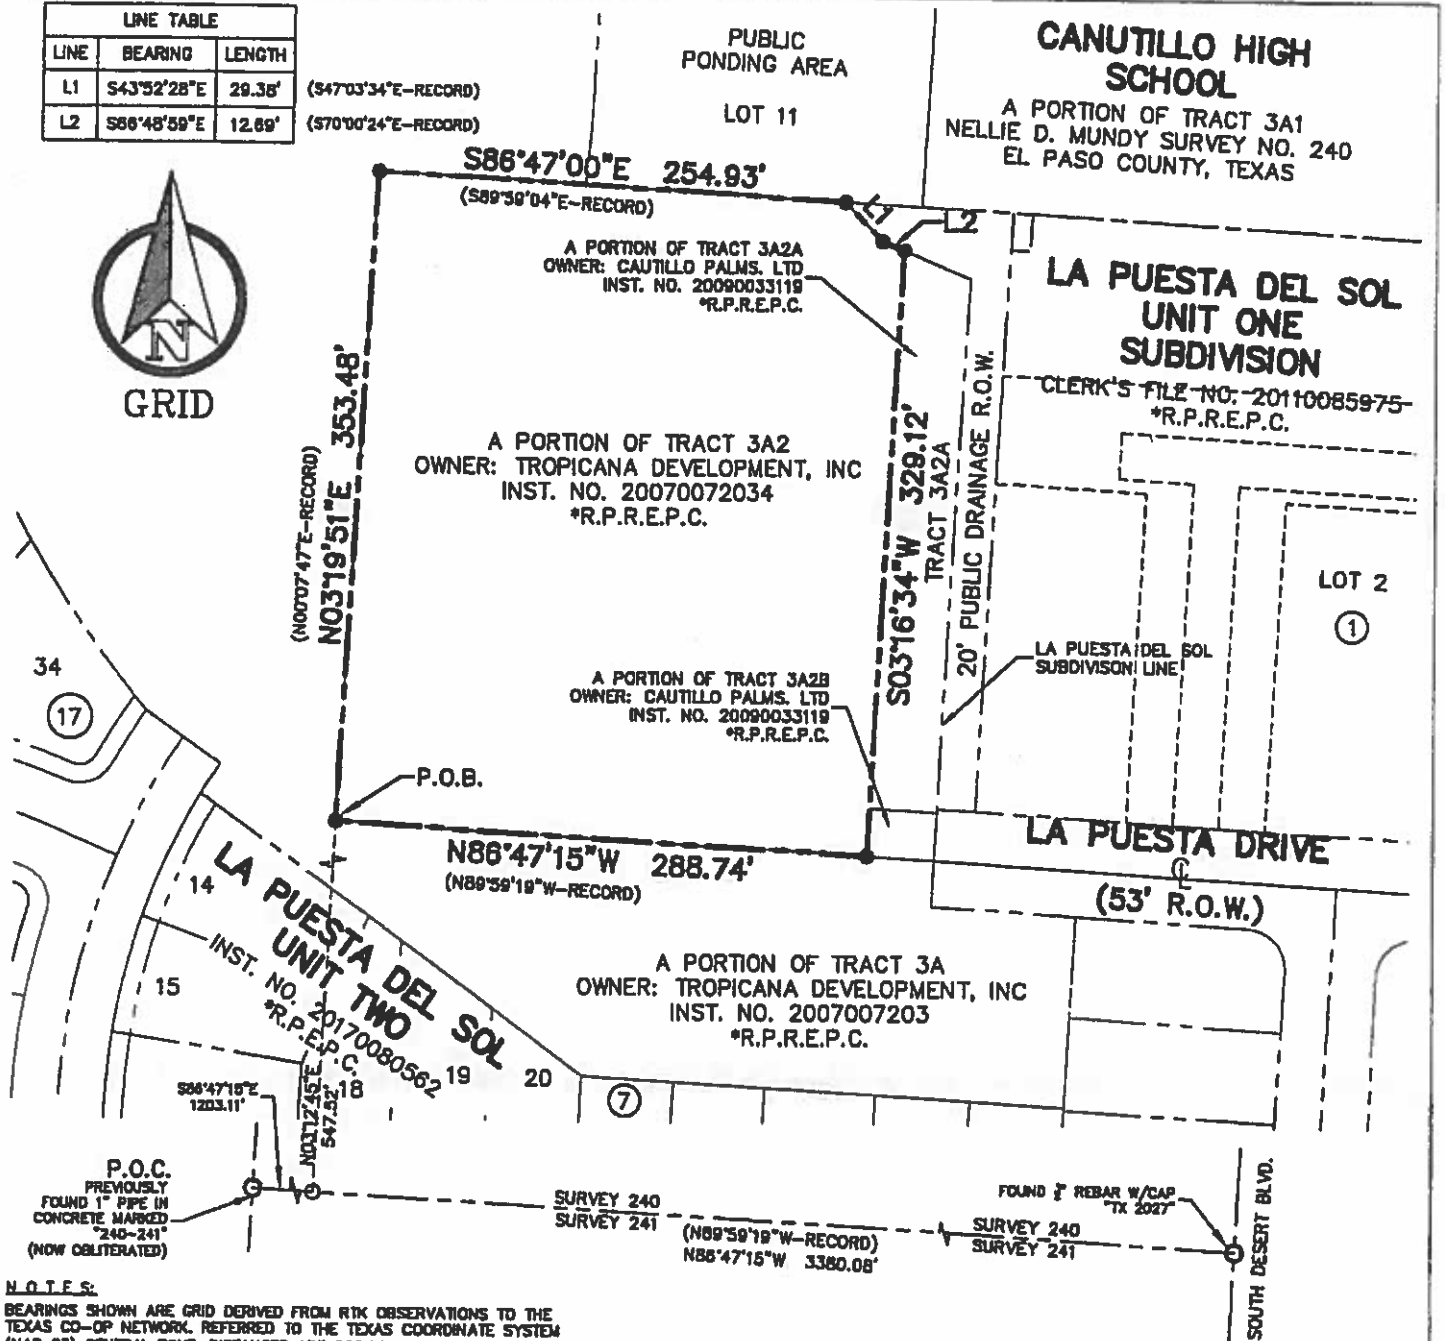 LINE TABLE
LINE BEARING LENGTH
L1 S43°52'28"E 29.38' (S47°03'34"E-RECORD)
L2 S66°48'59"E 12.69' (S70°00'24"E-RECORD)
PUBLIC
PONDING AREA
LOT 11
CANUTILLO HIGH
SCHOOL
A PORTION OF TRACT 3A1
NELLIE D. MUNDY SURVEY NO. 240
EL PASO COUNTY, TEXAS
N
GRID
S86°47'00"E 254.93'
(S89°59'04"E-RECORD)
L1
L2
A PORTION OF TRACT 3A2A
OWNER: CAUTILLO PALMS. LTD
INST. NO. 20090033119
*R.P.R.E.P.C.
LA PUESTA DEL SOL
UNIT ONE
SUBDIVISION
CLERK'S FILE NO. 20110085975
*R.P.R.E.P.C.
N03°19'51"E 353.48'
(N00°07'47"E-RECORD)
A PORTION OF TRACT 3A2
OWNER: TROPICANA DEVELOPMENT, INC
INST. NO. 20070072034
*R.P.R.E.P.C.
S03°16'34"W 329.12'
TRACT 3A2A
20' PUBLIC DRAINAGE R.O.W.
LOT 2
1
LA PUESTA DEL SOL
SUBDIVISON LINE
A PORTION OF TRACT 3A2B
OWNER: CAUTILLO PALMS. LTD
INST. NO. 20090033119
*R.P.R.E.P.C.
34
17
P.O.B.
N86°47'15"W 288.74'
(N89°59'19"W-RECORD)
LA PUESTA DRIVE
CL
(53' R.O.W.)
14
15
LA PUESTA DEL SOL
UNIT TWO
INST. NO. 20170080562
*R.P.E.P.C.
18
19
20
7
A PORTION OF TRACT 3A
OWNER: TROPICANA DEVELOPMENT, INC
INST. NO. 2007007203
*R.P.R.E.P.C.
S86°47'15"E
1203.11'
N03°12'45"E
547.82'
P.O.C.
PREVIOUSLY
FOUND 1" PIPE IN
CONCRETE MARKED
"240-241"
(NOW OBLITERATED)
SURVEY 240
SURVEY 241
(N89°59'19"W-RECORD)
N86°47'15"W 3380.08'
SURVEY 240
SURVEY 241
FOUND REBAR W/CAP
"TX 2027"
SOUTH DESERT BLVD.
NOTES:
BEARINGS SHOWN ARE GRID DERIVED FROM RTK OBSERVATIONS TO THE
TEXAS CO-OP NETWORK. REFERRED TO THE TEXAS COORDINATE SYSTEM